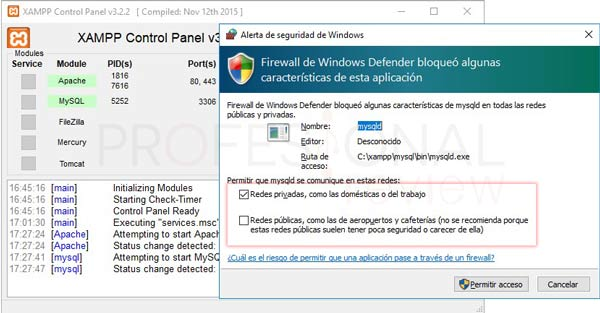 XAMPP Control Panel v3.2.2 [ Compiled: Nov 12th 2015 ]
XAMPP Control Panel v3
Modules
Service Module PID(s) Port(s)
Apache 1816 7616 80, 443
MySQL 5252 3306
FileZilla
Mercury
Tomcat
16:45:16 [main] Initializing Modules
16:45:16 [main] Starting Check-Timer
16:45:16 [main] Control Panel Ready
17:01:30 [main] Executing "services.msc"
17:27:24 [Apache] Attempting to start Apach
17:27:24 [Apache] Status change detected:
17:27:41 [mysql] Attempting to start MySQ
17:27:47 [mysql] Status change detected:
Alerta de seguridad de Windows
Firewall de Windows Defender bloqueó algunas
características de esta aplicación
Firewall de Windows Defender bloqueó algunas características de mysqld en todas las redes
públicas y privadas.
Nombre: mysqld
Editor: Desconocido
Ruta de
acceso: C:\xampp\mysql\bin\mysqld.exe
Permitir que mysqld se comunique en estas redes:
Redes privadas, como las domésticas o del trabajo
Redes públicas, como las de aeropuertos y cafeterías (no se recomienda porque
estas redes públicas suelen tener poca seguridad o carecer de ella)
¿Cuál es el riesgo de permitir que una aplicación pase a través de un firewall?
Permitir acceso Cancelar
PROFESIONAL
review